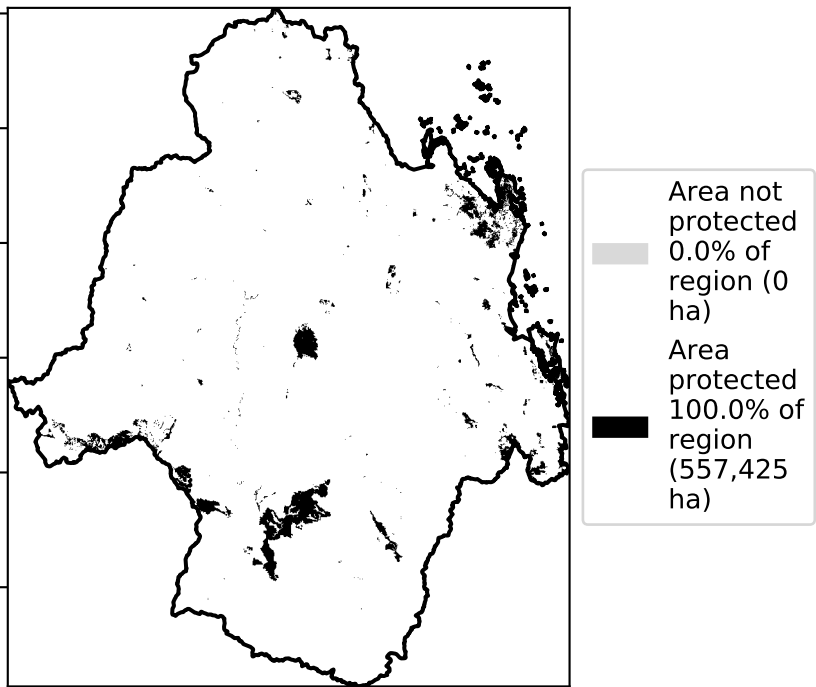 Area not
protected
0.0% of
region (0
ha)
Area
protected
100.0% of
region
(557,425
ha)